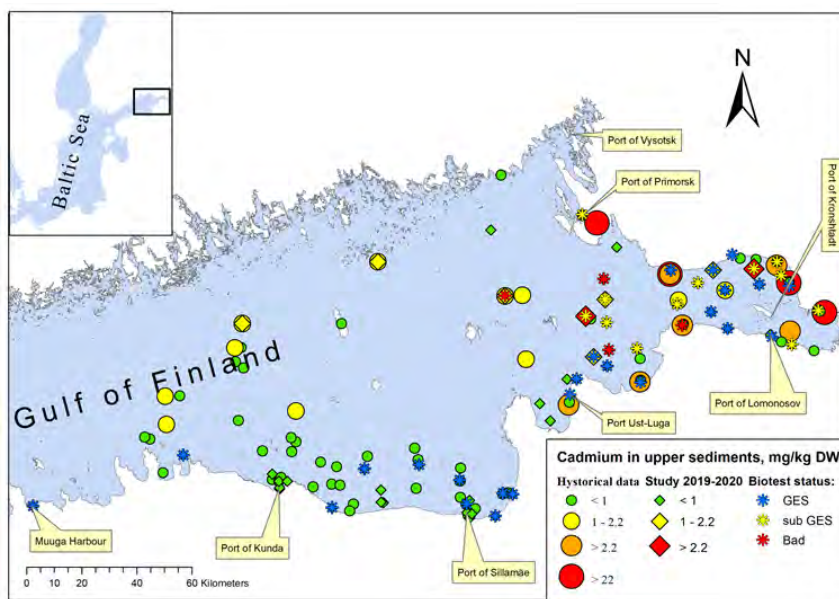 Baltic Sea
N
Port of Vysotsk
Port of Primorsk
Port of Kronshtadt
Gulf of Finland
Port of Lomonosov
Port Ust-Luga
Muuga Harbour
Port of Kunda
Port of Sillamäe
0 10 20 40 60 Kilometers
Cadmium in upper sediments, mg/kg DW
Hystorical data Study 2019-2020 Biotest status:
< 1 < 1 GES
1 - 2.2 1 - 2.2 sub GES
> 2.2 > 2.2 Bad
> 22